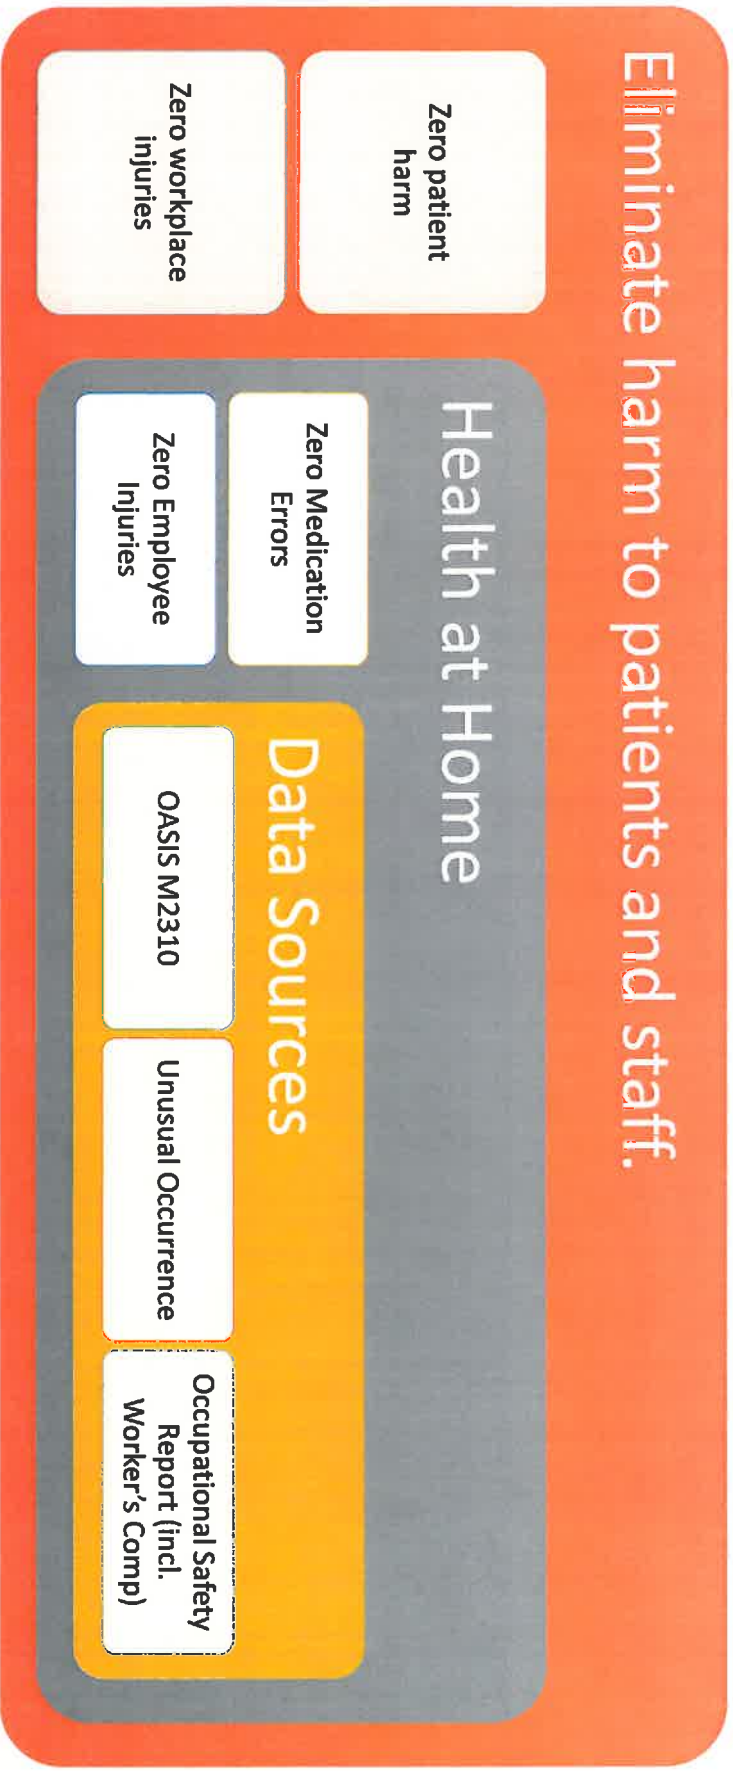 Eliminate harm to patients and staff.
Zero patient
harm
Zero workplace
injuries
Health at Home
Zero Medication
Errors
Zero Employee
Injuries
Data Sources
OASIS M2310
Unusual Occurrence
Occupational Safety
Report (incl.
Worker's Comp)